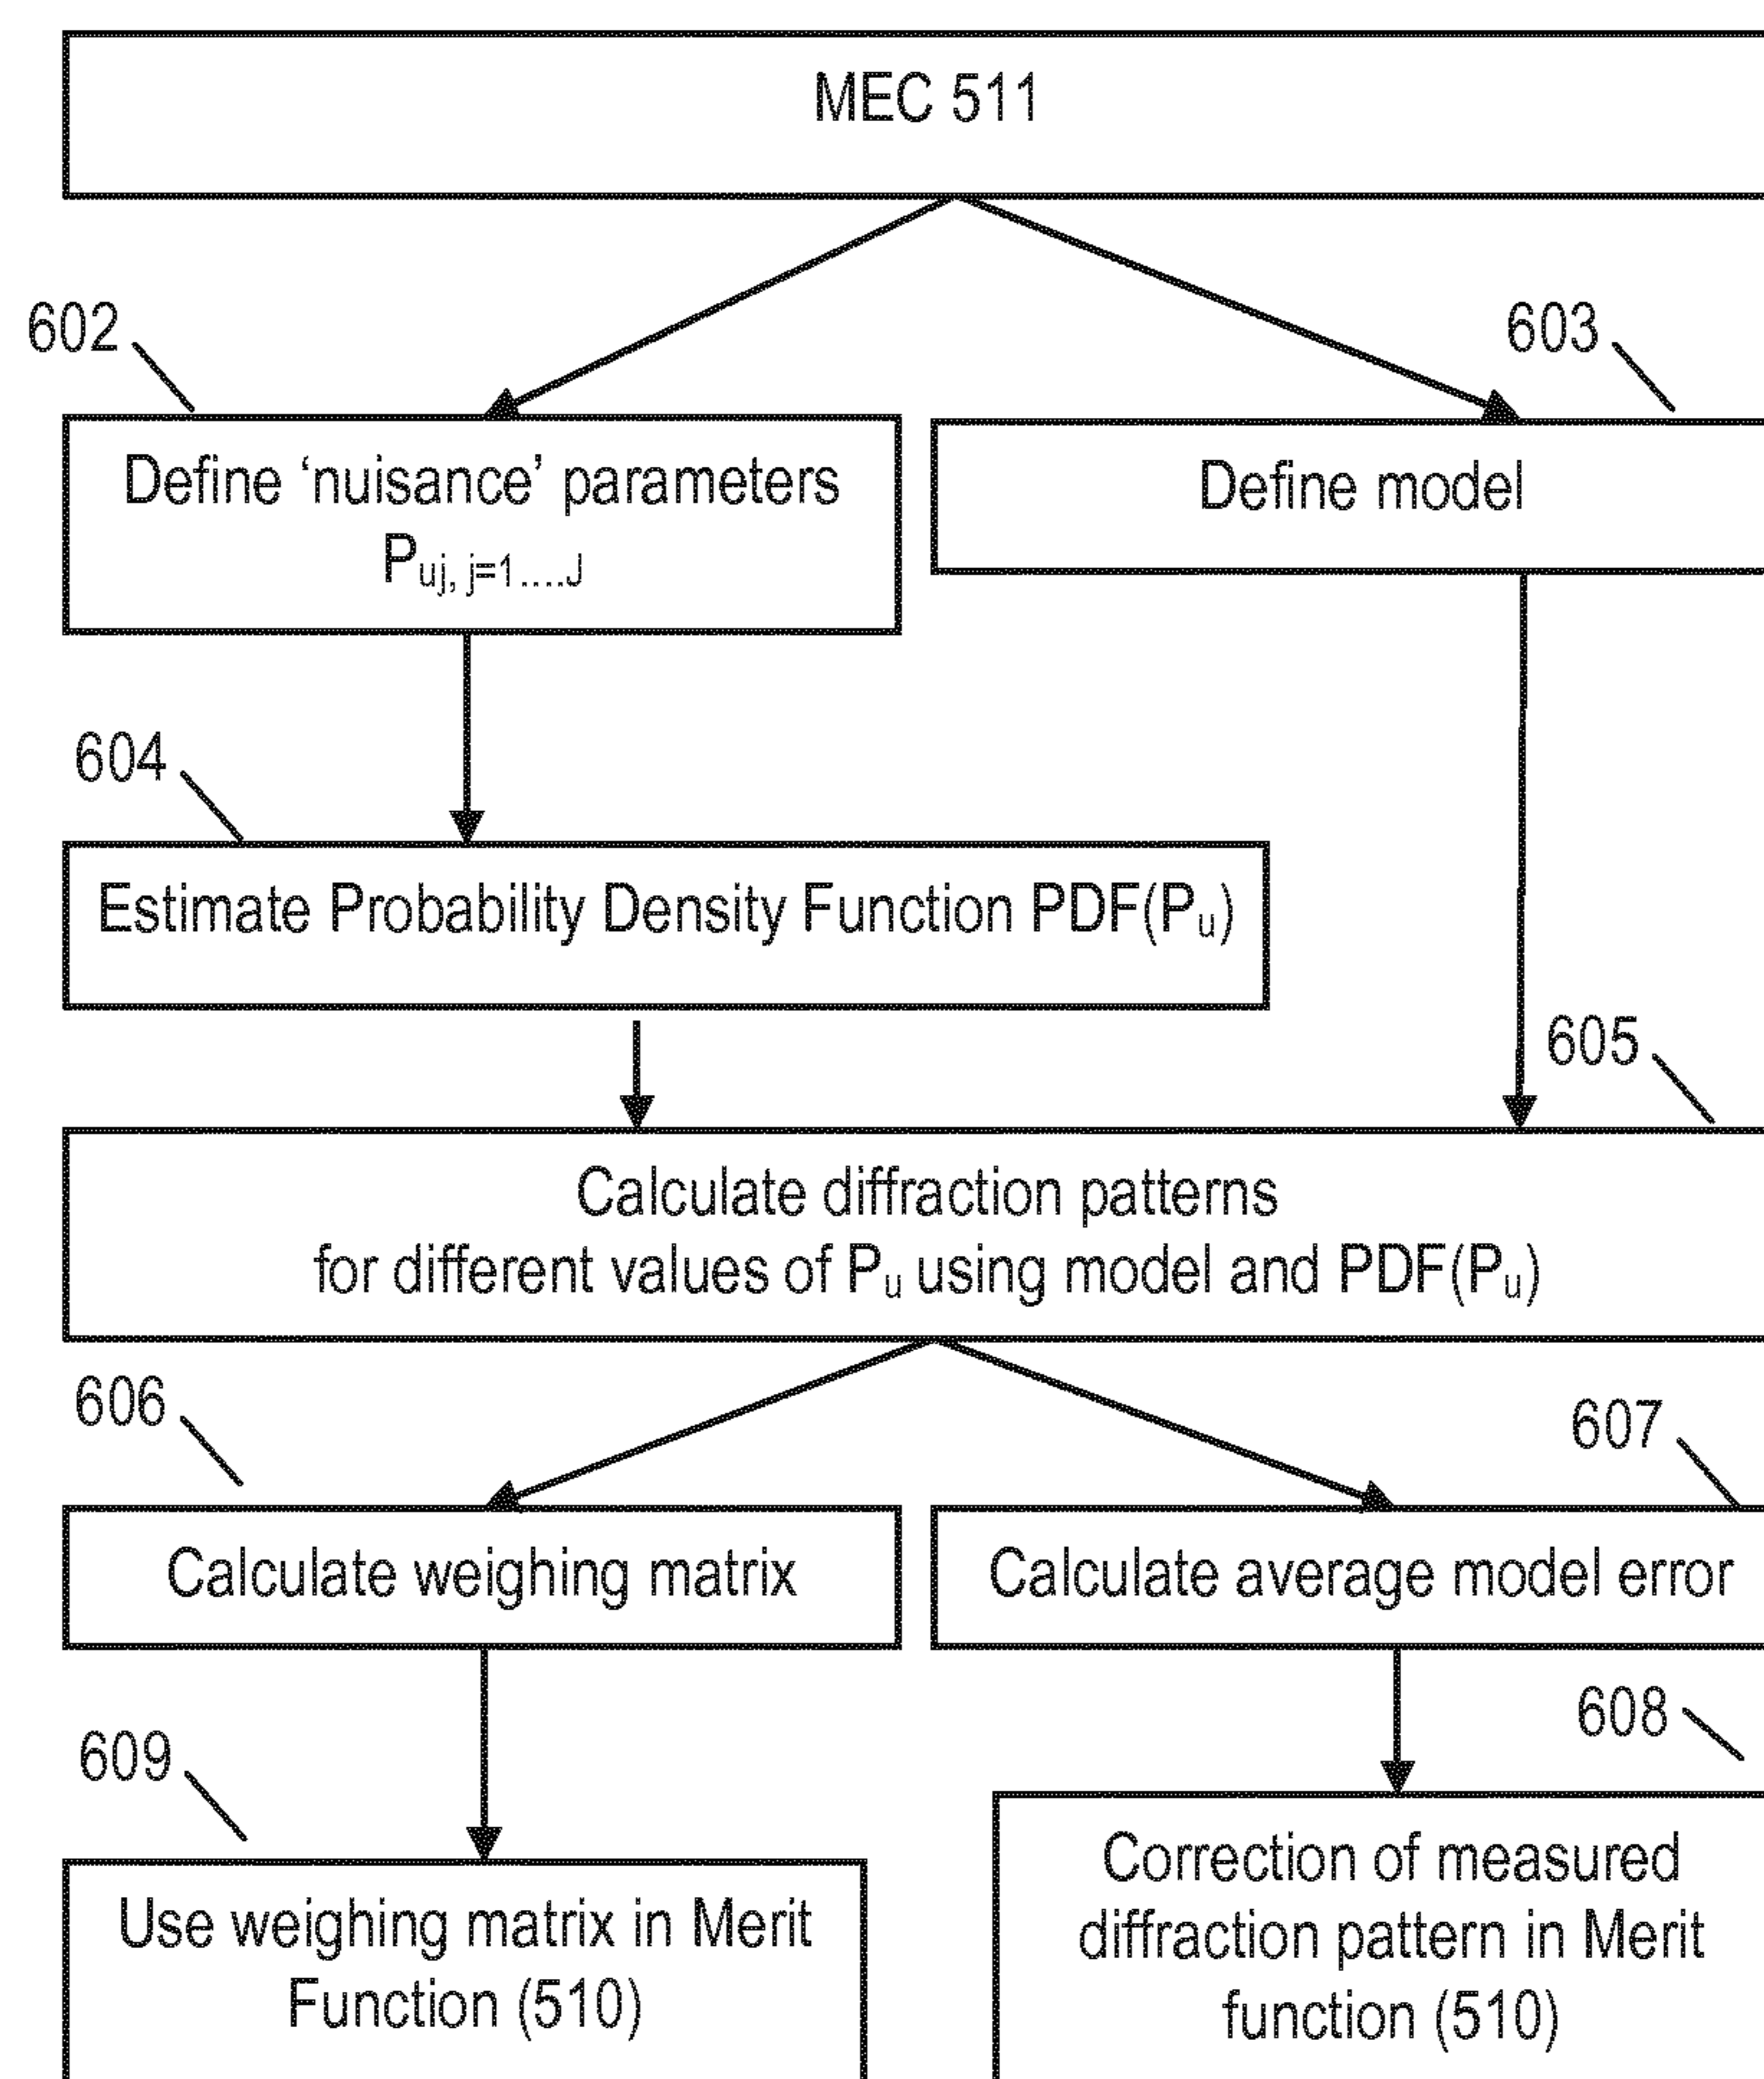 MEC 511
602
603
Define ‘nuisance’ parameters
Puj, j=1....J
Define model
604
Estimate Probability Density Function PDF(Pu)
605
Calculate diffraction patterns
for different values of Pu using model and PDF(Pu)
606
607
Calculate weighing matrix
Calculate average model error
608
609
Correction of measured
diffraction pattern in Merit
function (510)
Use weighing matrix in Merit
Function (510)